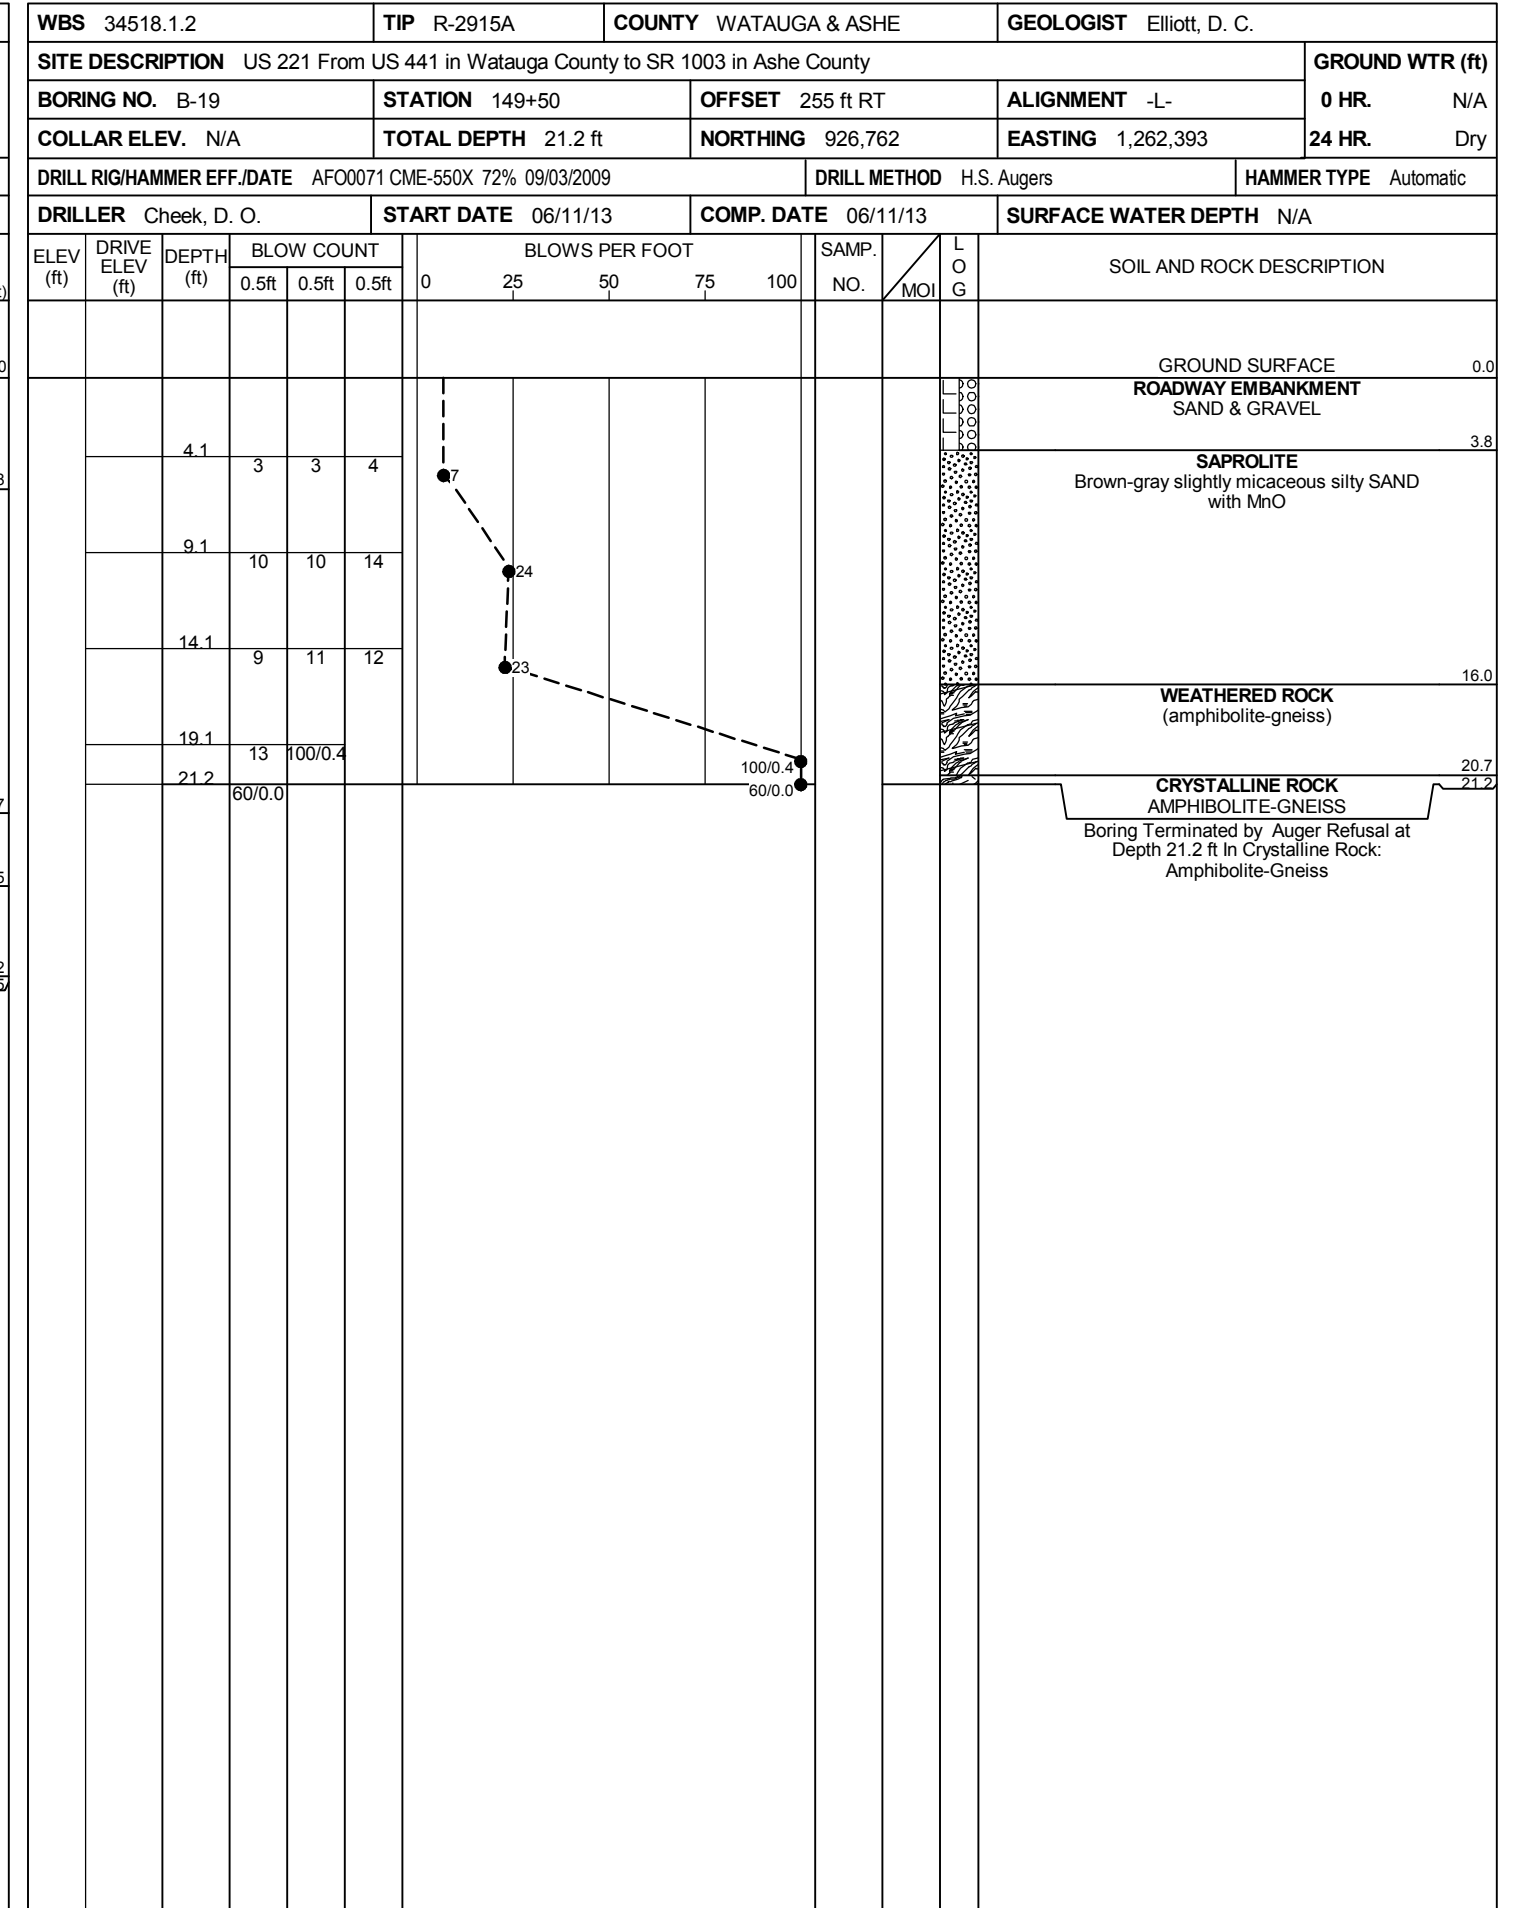 WBS 34518.1.2 TIP R-2915A COUNTY WATAUGA & ASHE GEOLOGIST Elliott, D. C.
SITE DESCRIPTION US 221 From US 441 in Watauga County to SR 1003 in Ashe County GROUND WTR (ft)
BORING NO. B-19 STATION 149+50 OFFSET 255 ft RT ALIGNMENT -L- 0 HR. N/A
COLLAR ELEV. N/A TOTAL DEPTH 21.2 ft NORTHING 926,762 EASTING 1,262,393 24 HR. Dry
DRILL RIG/HAMMER EFF./DATE AFO0071 CME-550X 72% 09/03/2009 DRILL METHOD H.S. Augers HAMMER TYPE Automatic
DRILLER Cheek, D. O. START DATE 06/11/13 COMP. DATE 06/11/13 SURFACE WATER DEPTH N/A
ELEV (ft) DRIVE ELEV (ft) DEPTH (ft) BLOW COUNT BLOWS PER FOOT SAMP. NO. MOI LOG SOIL AND ROCK DESCRIPTION
0.5ft 0.5ft 0.5ft 0 25 50 75 100
GROUND SURFACE 0.0
ROADWAY EMBANKMENT
SAND & GRAVEL
3.8
4.1 3 3 4 7
SAPROLITE
Brown-gray slightly micaceous silty SAND
with MnO
9.1 10 10 14 24
14.1 9 11 12 23
16.0
WEATHERED ROCK
(amphibolite-gneiss)
19.1 13 100/0.4 100/0.4
20.7
21.2 60/0.0 60/0.0
CRYSTALLINE ROCK 21.2
AMPHIBOLITE-GNEISS
Boring Terminated by Auger Refusal at
Depth 21.2 ft In Crystalline Rock:
Amphibolite-Gneiss